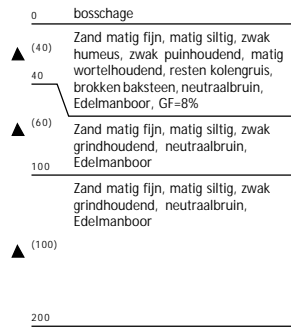 0 bosschage
Zand matig fijn, matig siltig, zwak
(40) humeus, zwak puinhoudend, matig
wortelhoudend, resten kolengruis,
40 brokken baksteen, neutraalbruin,
Edelmanboor, GF=8%
(60) Zand matig fijn, matig siltig, zwak
grindhoudend, neutraalbruin,
100 Edelmanboor
Zand matig fijn, matig siltig, zwak
grindhoudend, neutraalbruin,
Edelmanboor
(100)
200